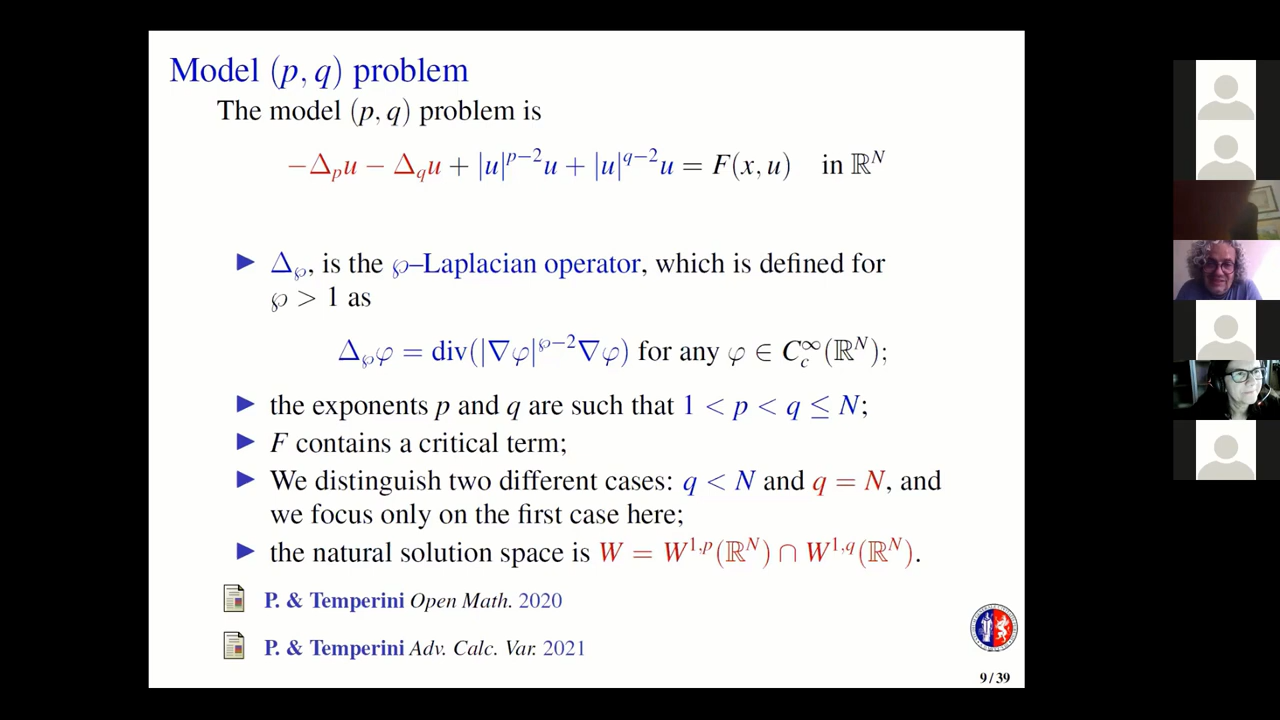 Model (p, q) problem
The model (p, q) problem is
−Δ_p u − Δ_q u + |u|^{p−2}u + |u|^{q−2}u = F(x, u) in ℝ^N
▶ Δ_℘, is the ℘–Laplacian operator, which is defined for
℘ > 1 as
Δ_℘φ = div(|∇φ|^{℘−2}∇φ) for any φ ∈ C_c^∞(ℝ^N);
▶ the exponents p and q are such that 1 < p < q ≤ N;
▶ F contains a critical term;
▶ We distinguish two different cases: q < N and q = N, and
we focus only on the first case here;
▶ the natural solution space is W = W^{1,p}(ℝ^N) ∩ W^{1,q}(ℝ^N).
P. & Temperini Open Math. 2020
P. & Temperini Adv. Calc. Var. 2021
9 / 39